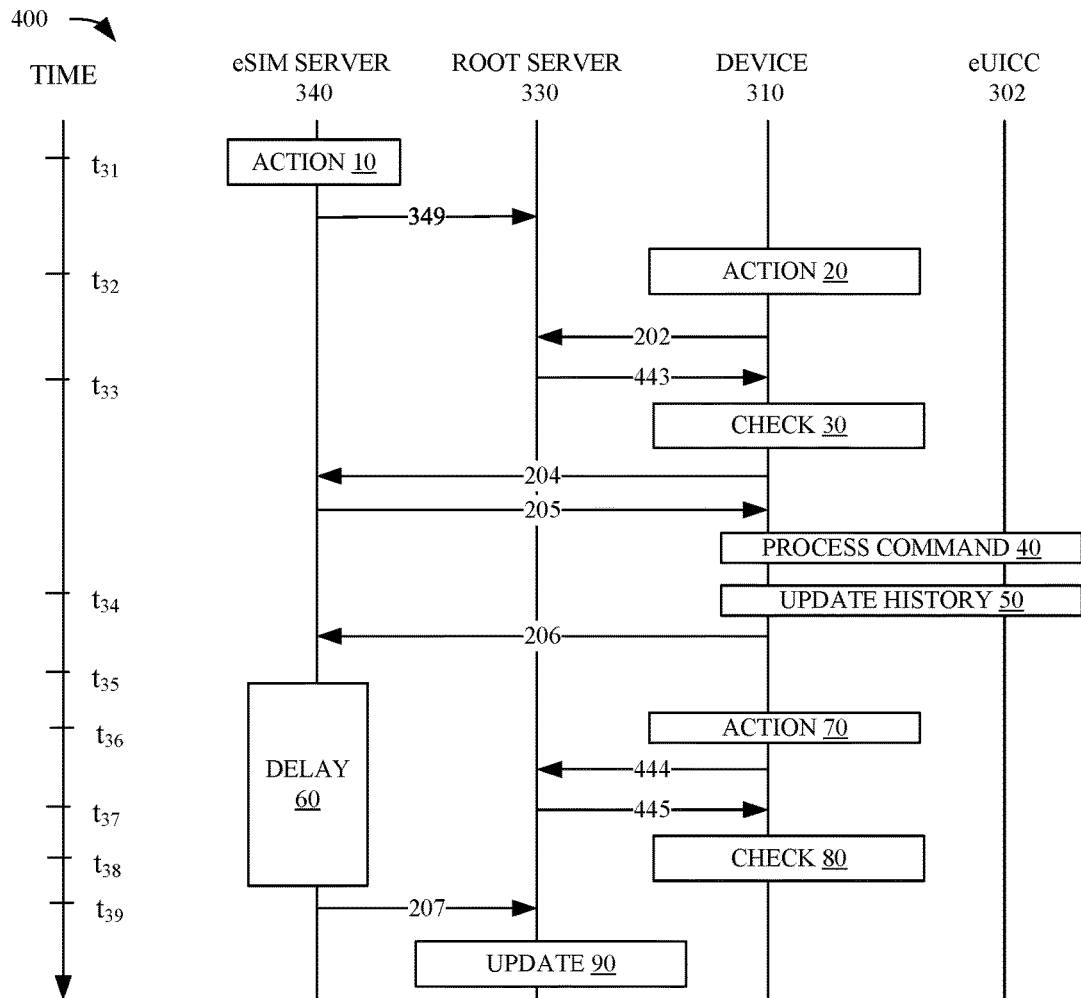 400
TIME
eSIM SERVER
340
ROOT SERVER
330
DEVICE
310
eUICC
302
t31
ACTION 10
349
t32
ACTION 20
202
t33
443
CHECK 30
204
205
PROCESS COMMAND 40
t34
UPDATE HISTORY 50
206
t35
t36
ACTION 70
DELAY
60
444
t37
445
t38
CHECK 80
t39
207
UPDATE 90